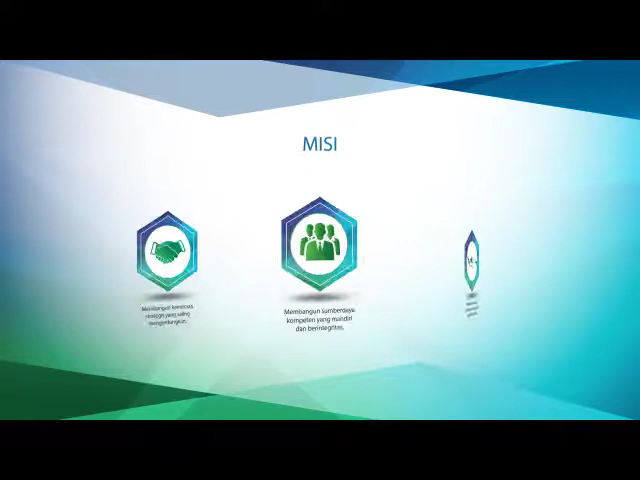 MISI
Membangun kemitraan
strategis yang saling
menguntungkan.
Membangun sumberdaya
kompeten yang mandiri
dan berintegritas.